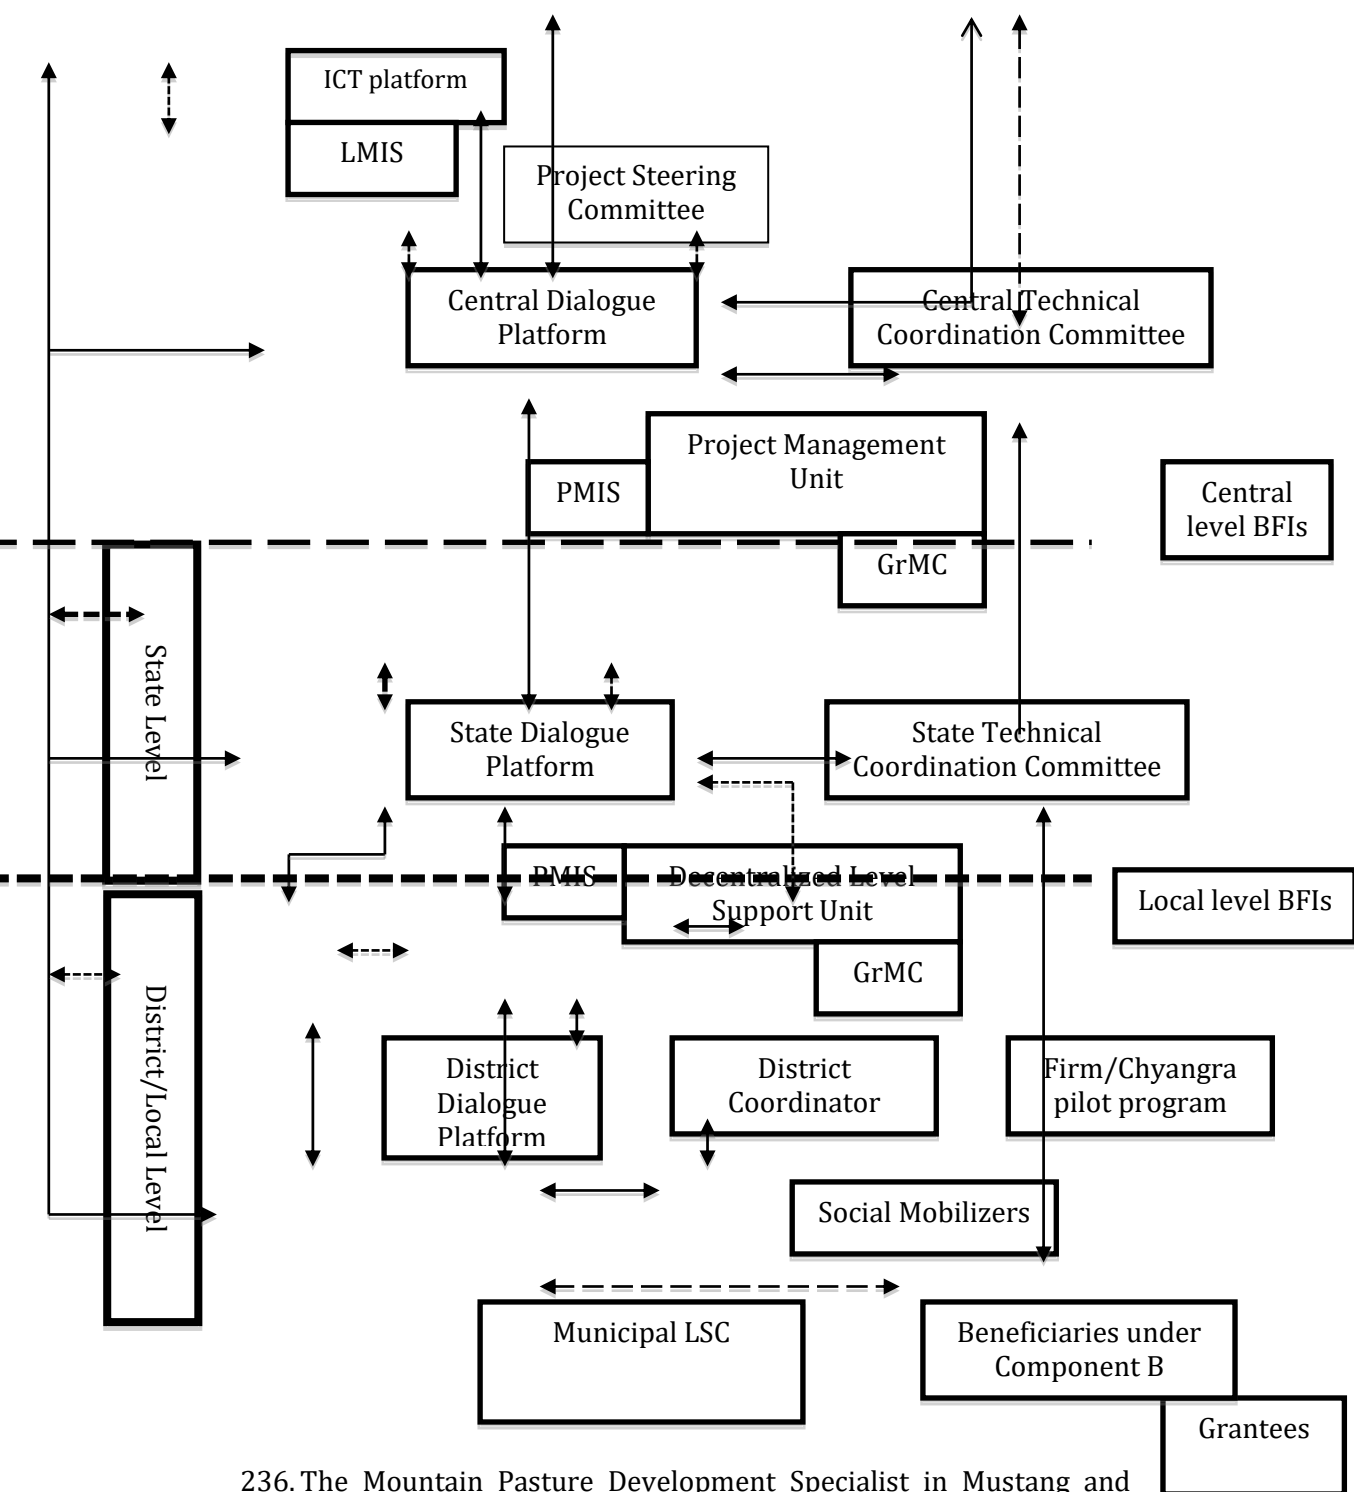 ICT platform
LMIS
Project Steering
Committee
Central Dialogue
Platform
Central Technical
Coordination Committee
Project Management
Unit
PMIS
Central
level BFIs
GrMC
State Level
State Dialogue
Platform
State Technical
Coordination Committee
PMIS
Decentralized Level
Support Unit
Local level BFIs
GrMC
District/Local Level
District
Dialogue
Platform
District
Coordinator
Firm/Chyangra
pilot program
Social Mobilizers
Municipal LSC
Beneficiaries under
Component B
Grantees
236. The Mountain Pasture Development Specialist in Mustang and